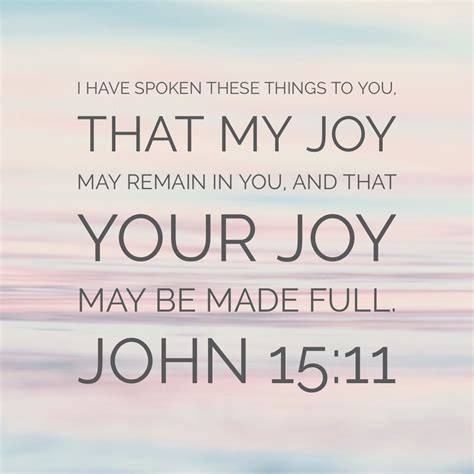 I HAVE SPOKEN THESE THINGS TO YOU,
THAT MY JOY
MAY REMAIN IN YOU, AND THAT
YOUR JOY
MAY BE MADE FULL.
JOHN 15:11